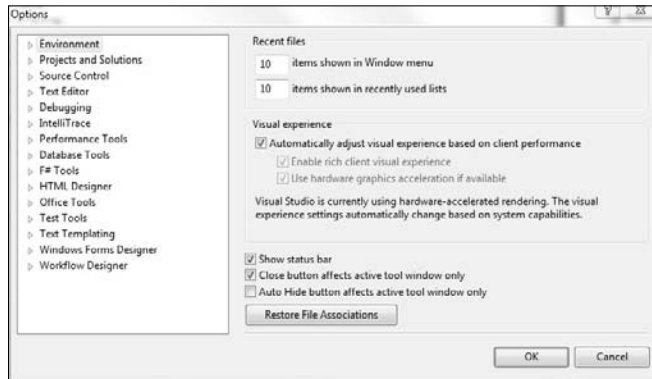 Options
Environment
Projects and Solutions
Source Control
Text Editor
Debugging
IntelliTrace
Performance Tools
Database Tools
F# Tools
HTML Designer
Office Tools
Test Tools
Text Templating
Windows Forms Designer
Workflow Designer
Recent files
10 items shown in Window menu
10 items shown in recently used lists
Visual experience
Automatically adjust visual experience based on client performance
Enable rich client visual experience
Use hardware graphics acceleration if available
Visual Studio is currently using hardware-accelerated rendering. The visual
experience settings automatically change based on system capabilities.
Show status bar
Close button affects active tool window only
Auto Hide button affects active tool window only
Restore File Associations
OK Cancel